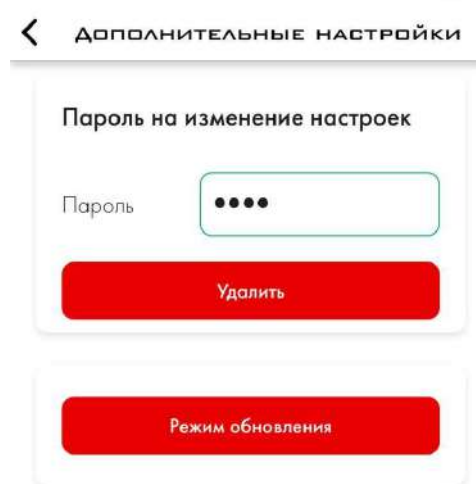 Дополнительные настройки
Пароль на изменение настроек
Пароль
••••
Удалить
Режим обновления